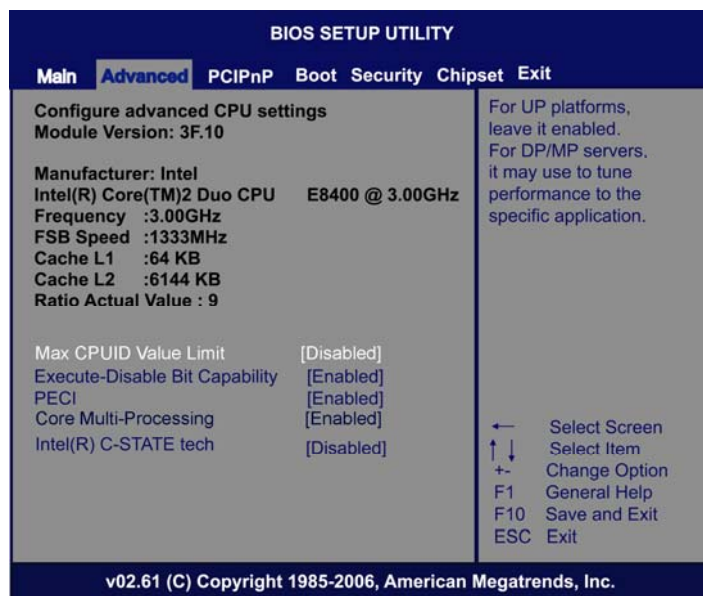 BIOS SETUP UTILITY
Main Advanced PCIPnP Boot Security Chipset Exit
Configure advanced CPU settings
Module Version: 3F.10
Manufacturer: Intel
Intel(R) Core(TM)2 Duo CPU E8400 @ 3.00GHz
Frequency :3.00GHz
FSB Speed :1333MHz
Cache L1 :64 KB
Cache L2 :6144 KB
Ratio Actual Value : 9
Max CPUID Value Limit [Disabled]
Execute-Disable Bit Capability [Enabled]
PECI [Enabled]
Core Multi-Processing [Enabled]
Intel(R) C-STATE tech [Disabled]
For UP platforms,
leave it enabled.
For DP/MP servers,
it may use to tune
performance to the
specific application.
← Select Screen
↑ ↓ Select Item
+- Change Option
F1 General Help
F10 Save and Exit
ESC Exit
v02.61 (C) Copyright 1985-2006, American Megatrends, Inc.